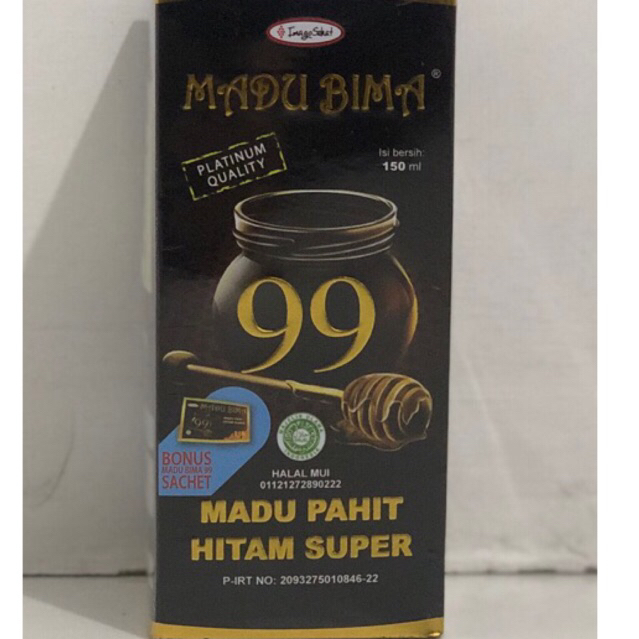 ImageSehat
MADU BIMA®
PLATINUM
QUALITY
Isi bersih:
150 ml
99
BONUS
MADU BIMA 99
SACHET
HALAL MUI
01121272890222
MADU PAHIT
HITAM SUPER
P-IRT NO: 2093275010846-22